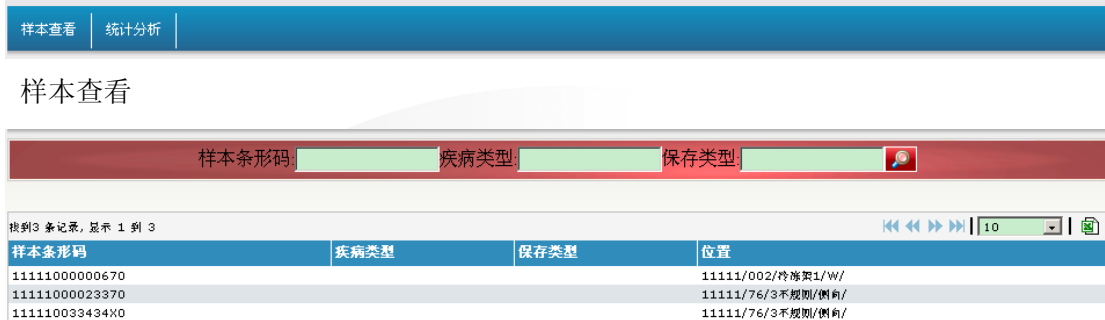 样本查看 统计分析
样本查看
样本条形码: 疾病类型: 保存类型:
找到3 条记录, 显示 1 到 3 10
样本条形码 疾病类型 保存类型 位置
11111000000670 11111/002/冷冻架1/W/
11111000023370 11111/76/3不规则/侧向/
111110033434X0 11111/76/3不规则/侧向/